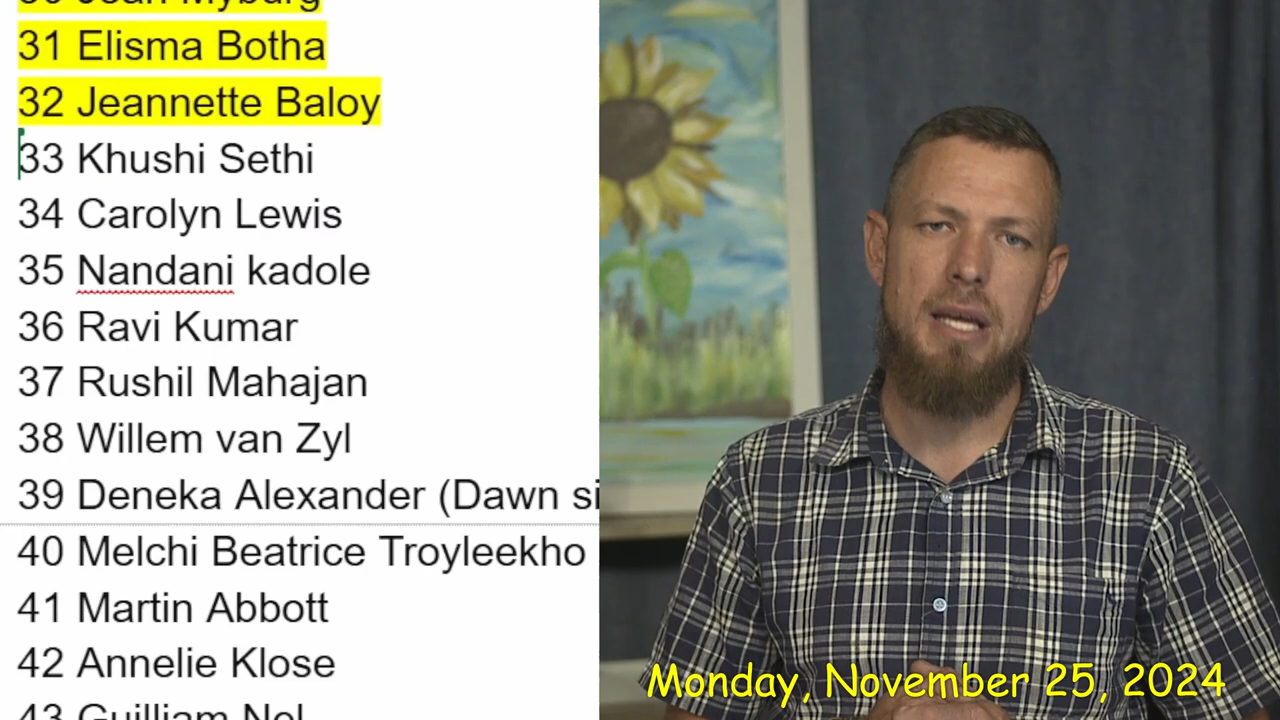 31 Elisma Botha
32 Jeannette Baloy
33 Khushi Sethi
34 Carolyn Lewis
35 Nandani kadole
36 Ravi Kumar
37 Rushil Mahajan
38 Willem van Zyl
39 Deneka Alexander (Dawn si
40 Melchi Beatrice Troyleekho
41 Martin Abbott
42 Annelie Klose
Monday, November 25, 2024